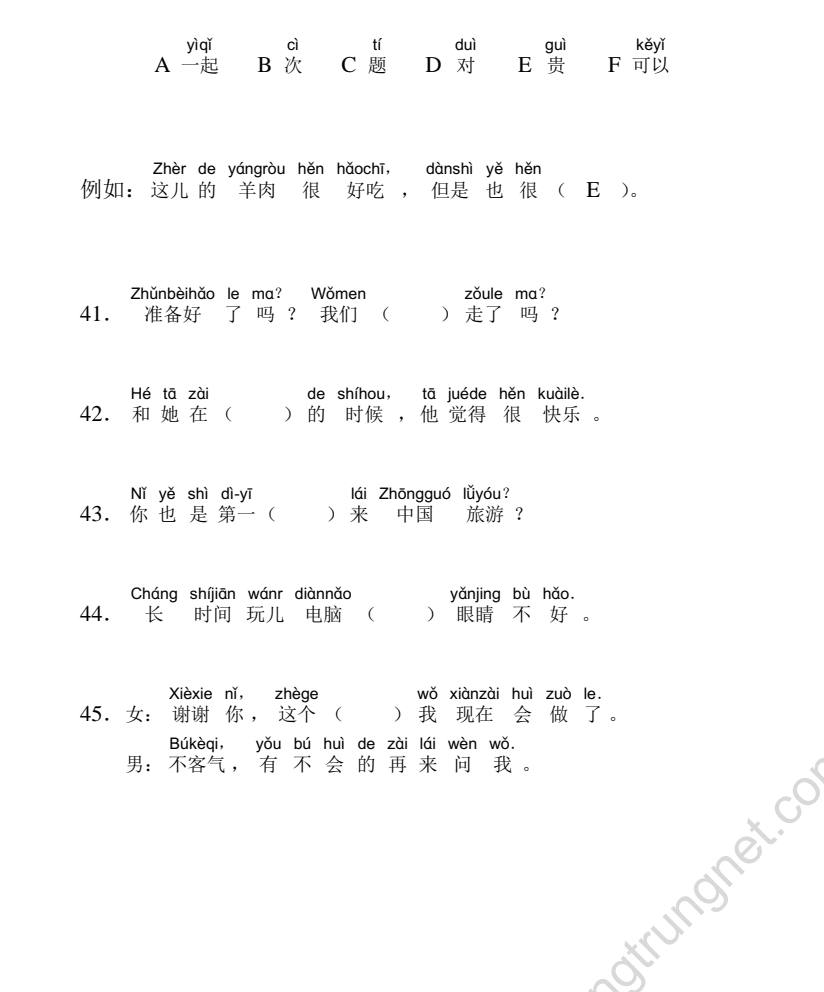 yìqǐ cì tí duì guì kěyǐ
A 一起 B 次 C 题 D 对 E 贵 F 可以
Zhèr de yángròu hěn hǎochī， dànshì yě hěn
例如：这儿 的 羊肉 很 好吃 ，但是 也 很 （ E ）。
Zhǔnbèihǎo le ma？ Wǒmen zǒule ma？
41． 准备好 了 吗 ？ 我们 （ ）走了 吗 ？
Hé tā zài de shíhou， tā juéde hěn kuàilè．
42．和 她 在（ ）的 时候 ，他 觉得 很 快乐 。
Nǐ yě shì dì-yī lái Zhōngguó lǚyóu？
43．你 也 是 第一（ ）来 中国 旅游 ？
Cháng shíjiān wánr diànnǎo yǎnjing bù hǎo．
44． 长 时间 玩儿 电脑 （ ）眼睛 不 好 。
Xièxie nǐ， zhège wǒ xiànzài huì zuò le．
45．女： 谢谢 你 ，这个 （ ）我 现在 会 做 了 。
Búkèqi， yǒu bú huì de zài lái wèn wǒ．
男：不客气 ，有 不 会 的 再 来 问 我 。
ngtrungnet.con